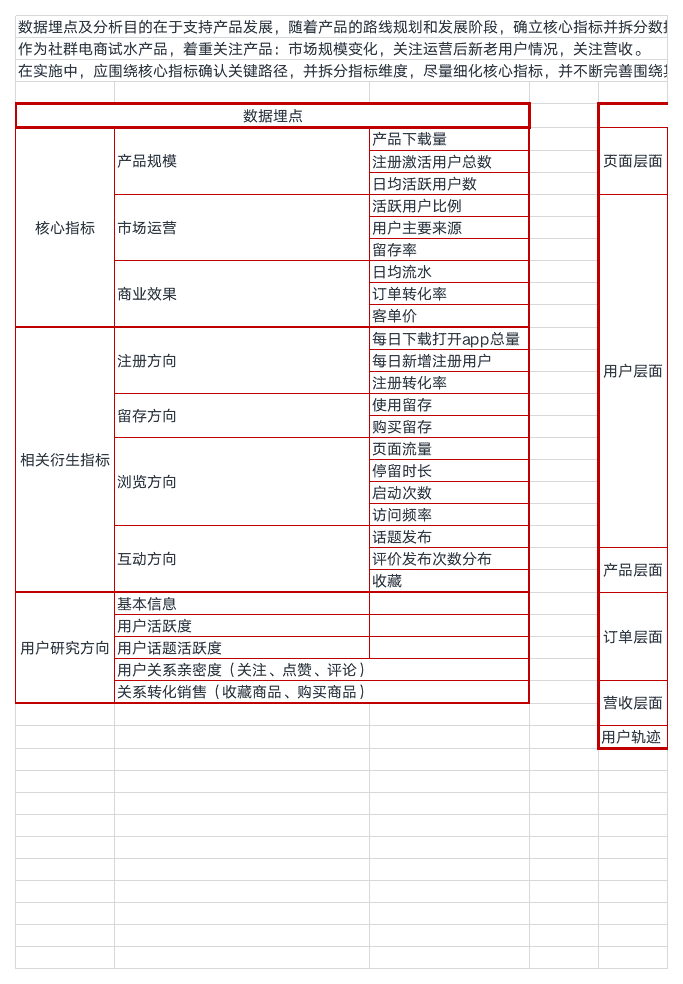 数据埋点及分析目的在于支持产品发展，随着产品的路线规划和发展阶段，确立核心指标并拆分数
作为社群电商试水产品，着重关注产品：市场规模变化，关注运营后新老用户情况，关注营收。
在实施中，应围绕核心指标确认关键路径，并拆分指标维度，尽量细化核心指标，并不断完善围绕
数据埋点
核心指标
产品规模
产品下载量
注册激活用户总数
日均活跃用户数
市场运营
活跃用户比例
用户主要来源
留存率
商业效果
日均流水
订单转化率
客单价
相关衍生指标
注册方向
每日下载打开app总量
每日新增注册用户
注册转化率
留存方向
使用留存
购买留存
浏览方向
页面流量
停留时长
启动次数
访问频率
互动方向
话题发布
评价发布次数分布
收藏
用户研究方向
基本信息
用户活跃度
用户话题活跃度
用户关系亲密度（关注、点赞、评论）
关系转化销售（收藏商品、购买商品）
页面层面
用户层面
产品层面
订单层面
营收层面
用户轨迹